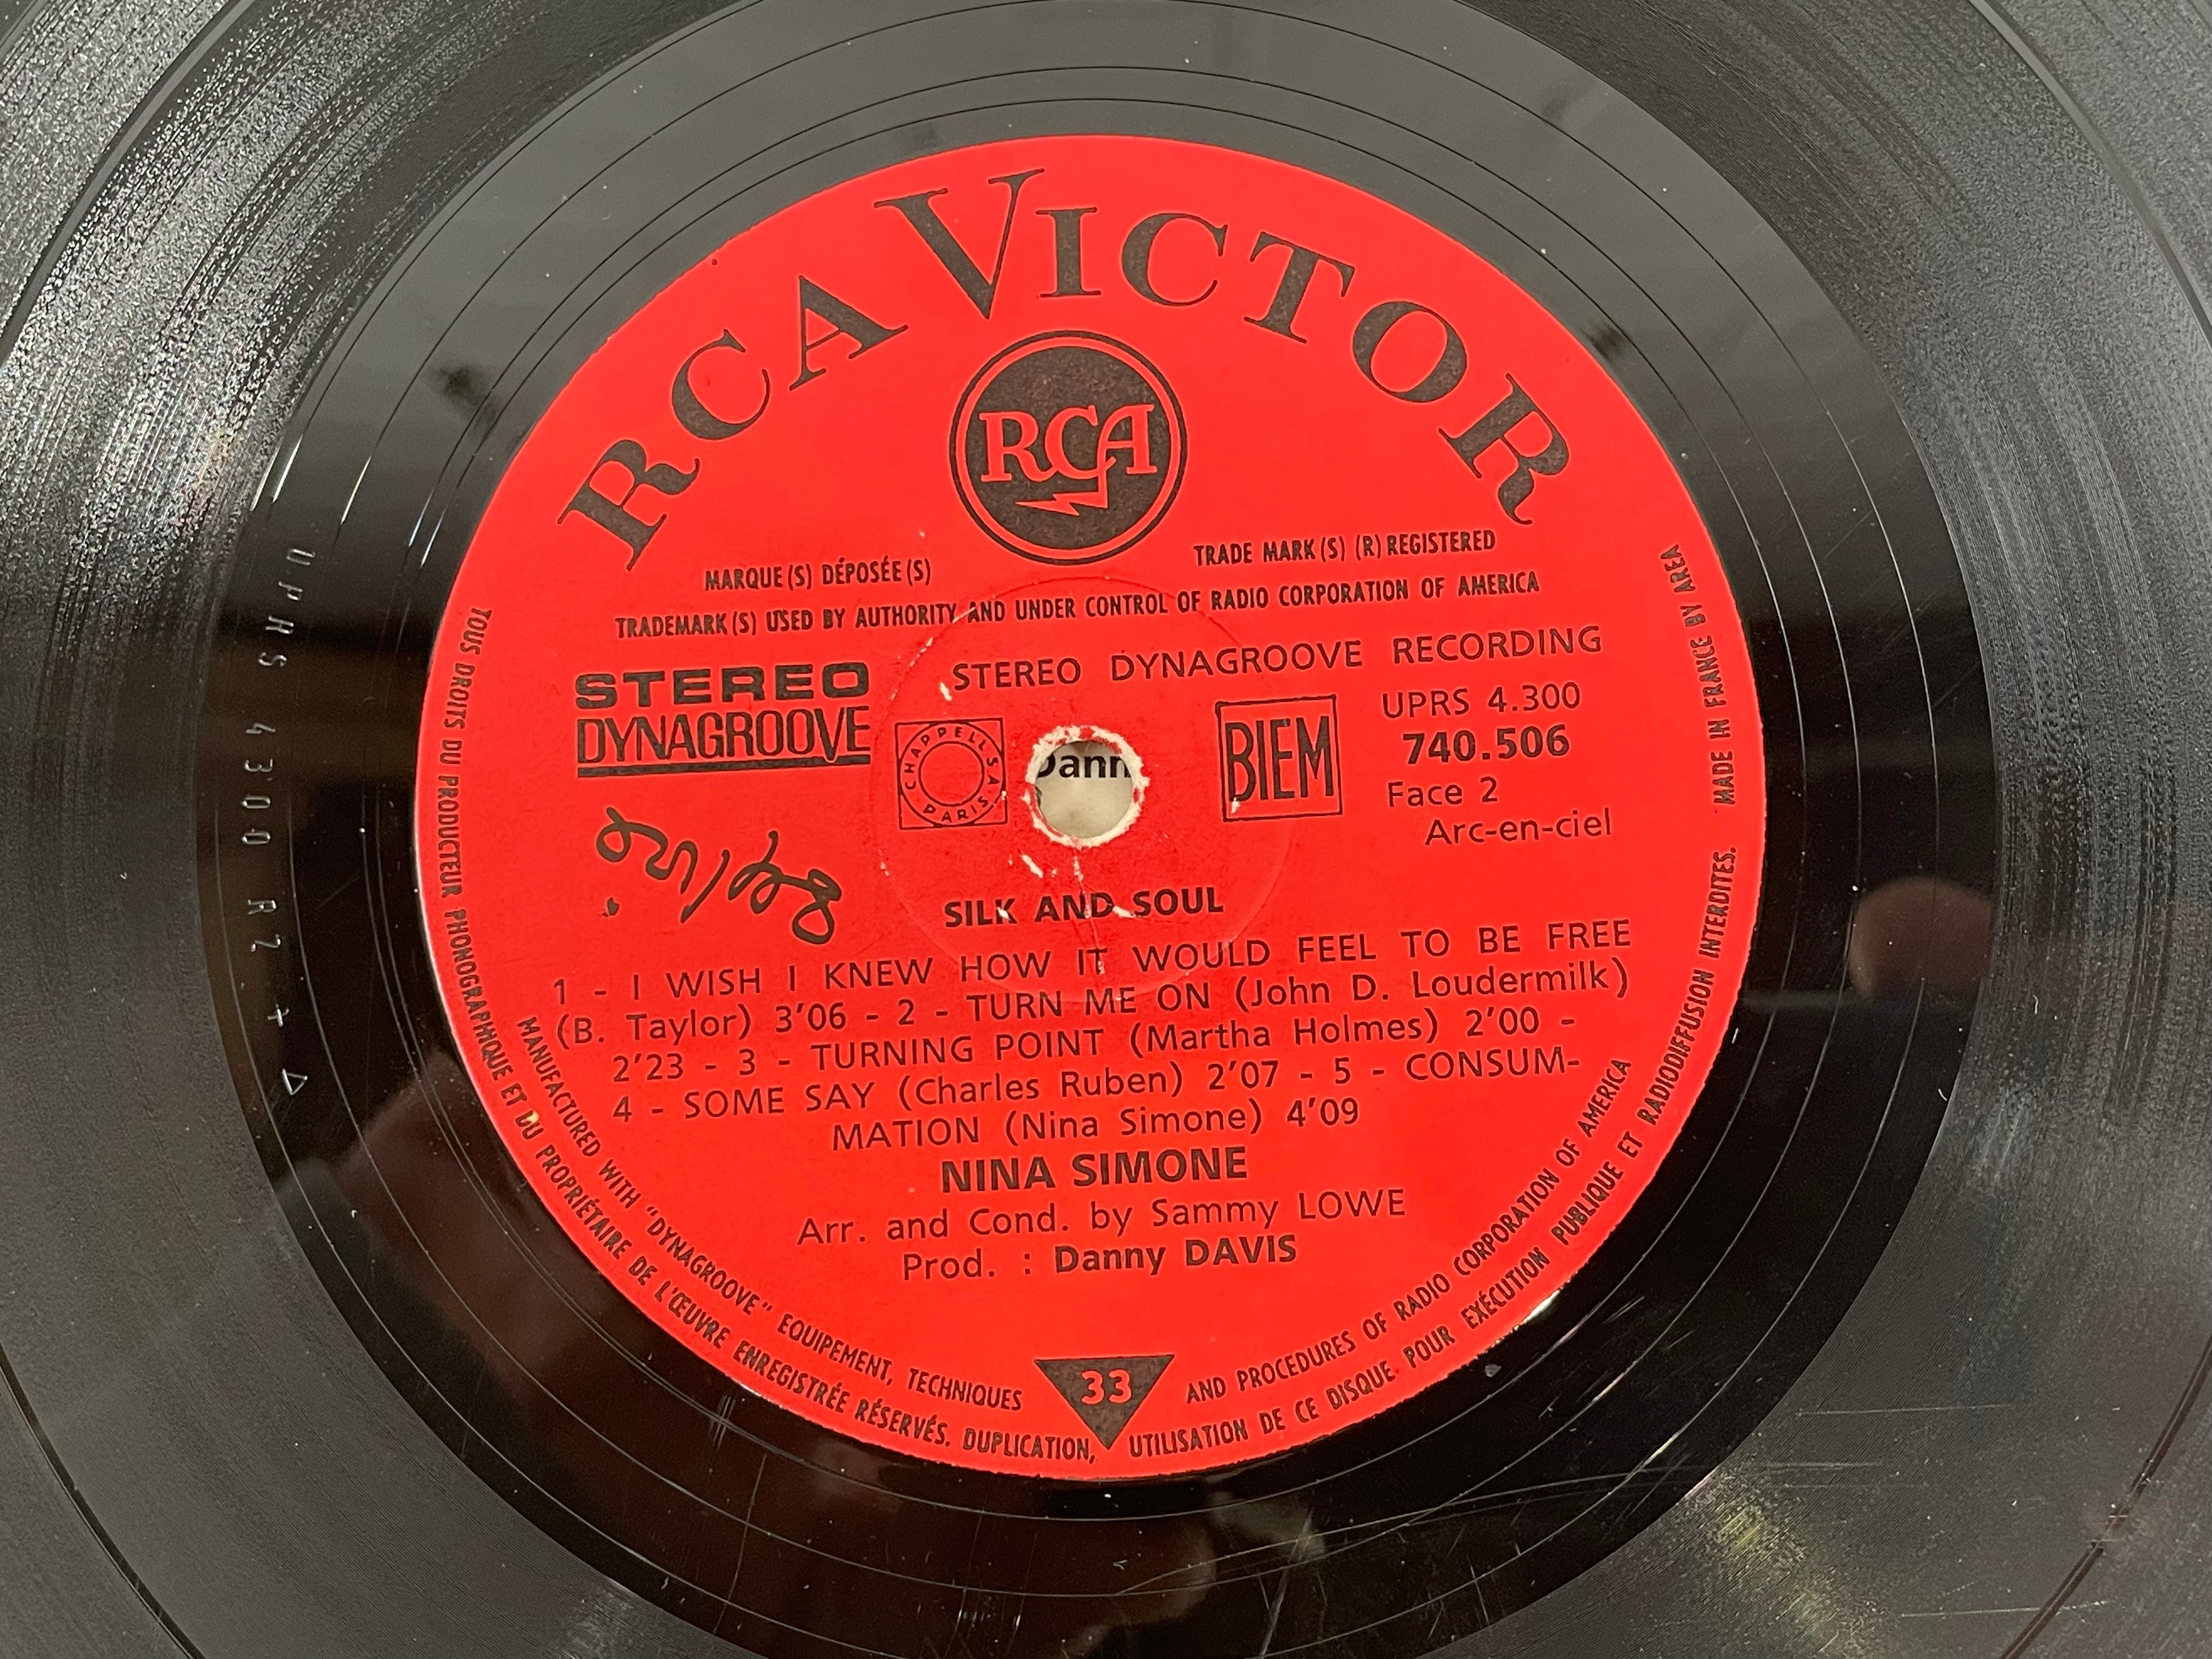 RCA VICTOR
RCA
MARQUE(S) DÉPOSÉE(S)
TRADE MARK(S) (R) REGISTERED
TRADEMARK(S) USED BY AUTHORITY AND UNDER CONTROL OF RADIO CORPORATION OF AMERICA
STEREO
DYNAGROOVE
STEREO DYNAGROOVE RECORDING
CHAPPELL S.A. PARIS
Dann
BIEM
UPRS 4.300
740.506
Face 2
Arc-en-ciel
SILK AND SOUL
1 - I WISH I KNEW HOW IT WOULD FEEL TO BE FREE
(B. Taylor) 3'06 - 2 - TURN ME ON (John D. Loudermilk)
2'23 - 3 - TURNING POINT (Martha Holmes) 2'00 -
4 - SOME SAY (Charles Ruben) 2'07 - 5 - CONSUM-
MATION (Nina Simone) 4'09
NINA SIMONE
Arr. and Cond. by Sammy LOWE
Prod. : Danny DAVIS
33
MANUFACTURED WITH "DYNAGROOVE" EQUIPEMENT, TECHNIQUES AND PROCEDURES OF RADIO CORPORATION OF AMERICA
TOUS DROITS DU PRODUCTEUR PHONOGRAPHIQUE ET DU PROPRIÉTAIRE DE L'ŒUVRE ENREGISTRÉE RÉSERVÉS. DUPLICATION, UTILISATION DE CE DISQUE POUR EXÉCUTION PUBLIQUE ET RADIODIFFUSION INTERDITES. MADE IN FRANCE BY AREA
UPRS 4300 R2 +